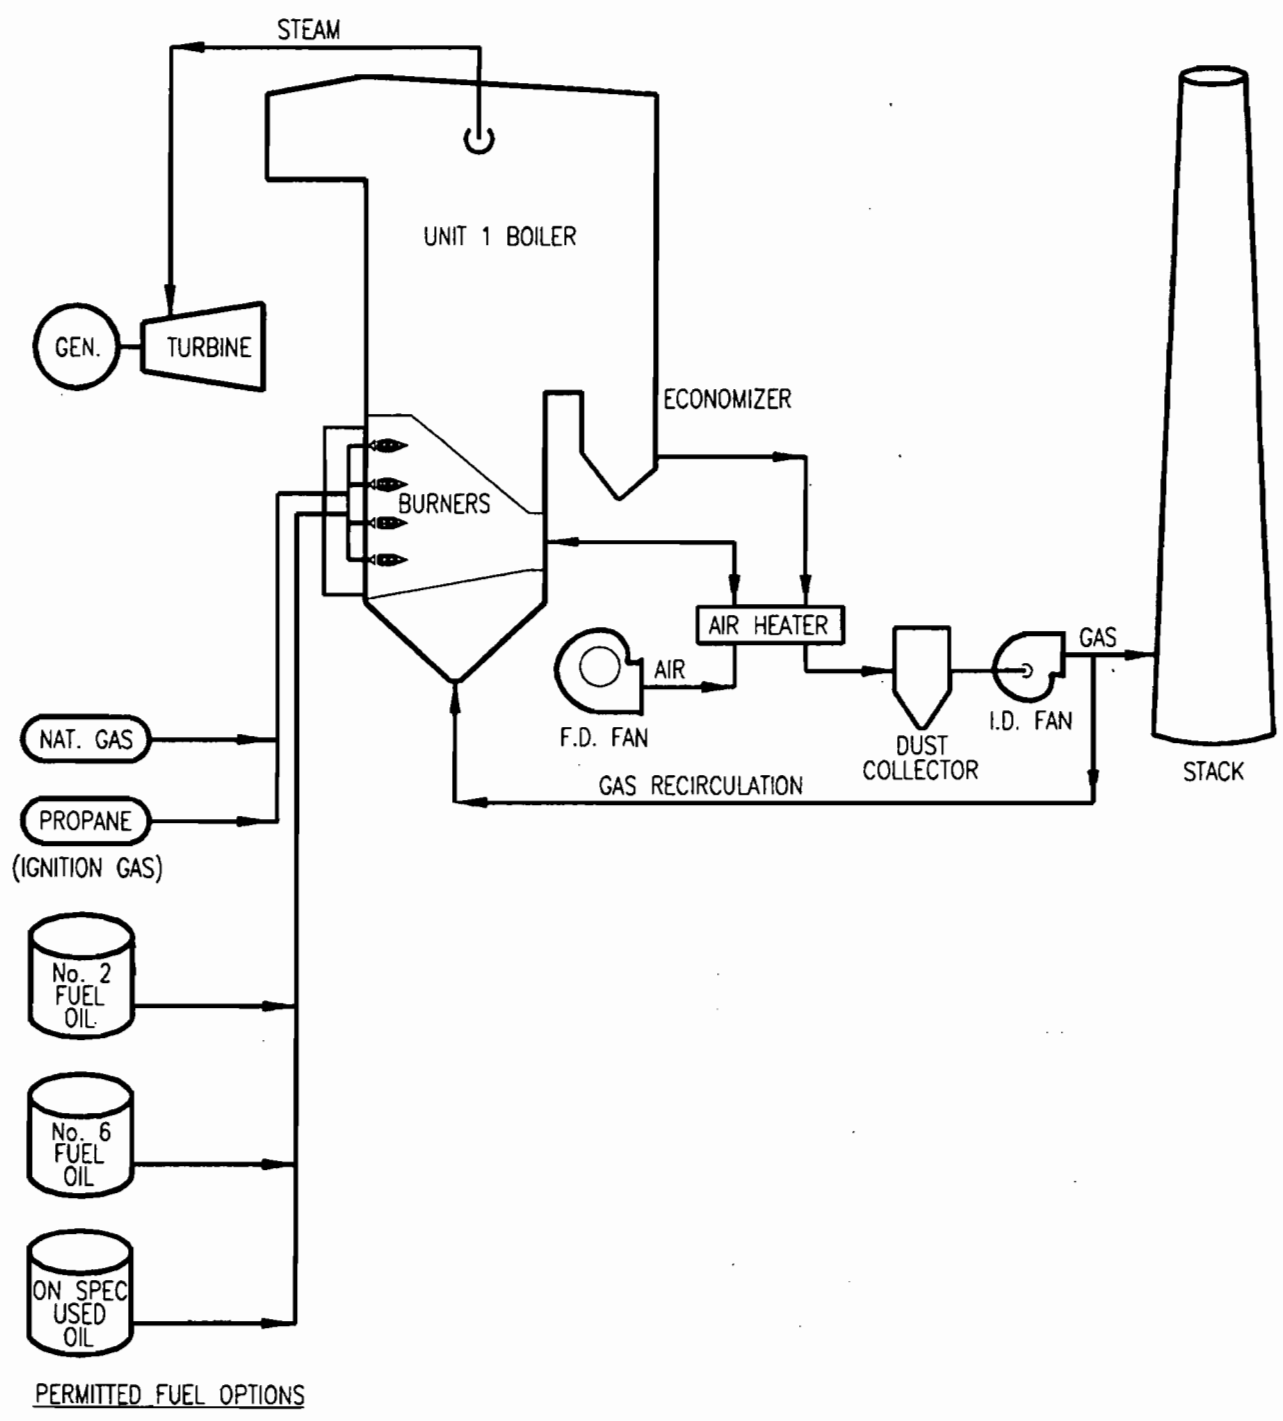 STEAM
UNIT 1 BOILER
GEN.
TURBINE
ECONOMIZER
BURNERS
AIR HEATER
AIR
F.D. FAN
GAS
I.D. FAN
DUST
COLLECTOR
STACK
GAS RECIRCULATION
NAT. GAS
PROPANE
(IGNITION GAS)
No. 2
FUEL
OIL
No. 6
FUEL
OIL
ON SPEC
USED
OIL
PERMITTED FUEL OPTIONS